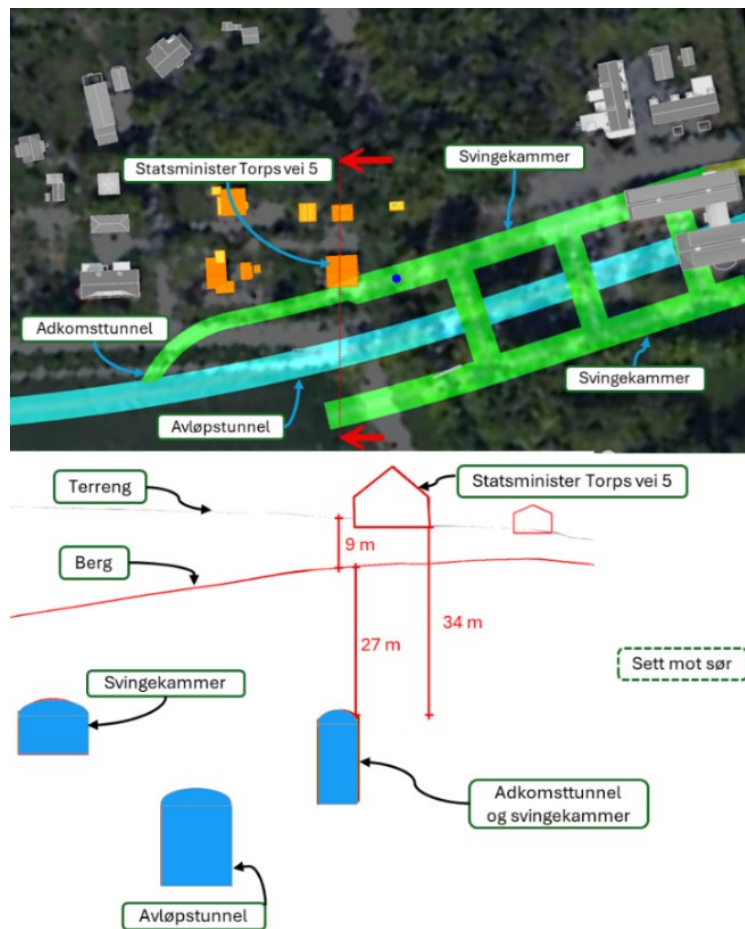 Svingekammer
Statsminister Torps vei 5
Adkomsttunnel
Svingekammer
Avløpstunnel
Terreng
Statsminister Torps vei 5
9 m
Berg
34 m
27 m
Sett mot sør
Svingekammer
Adkomsttunnel
og svingekammer
Avløpstunnel